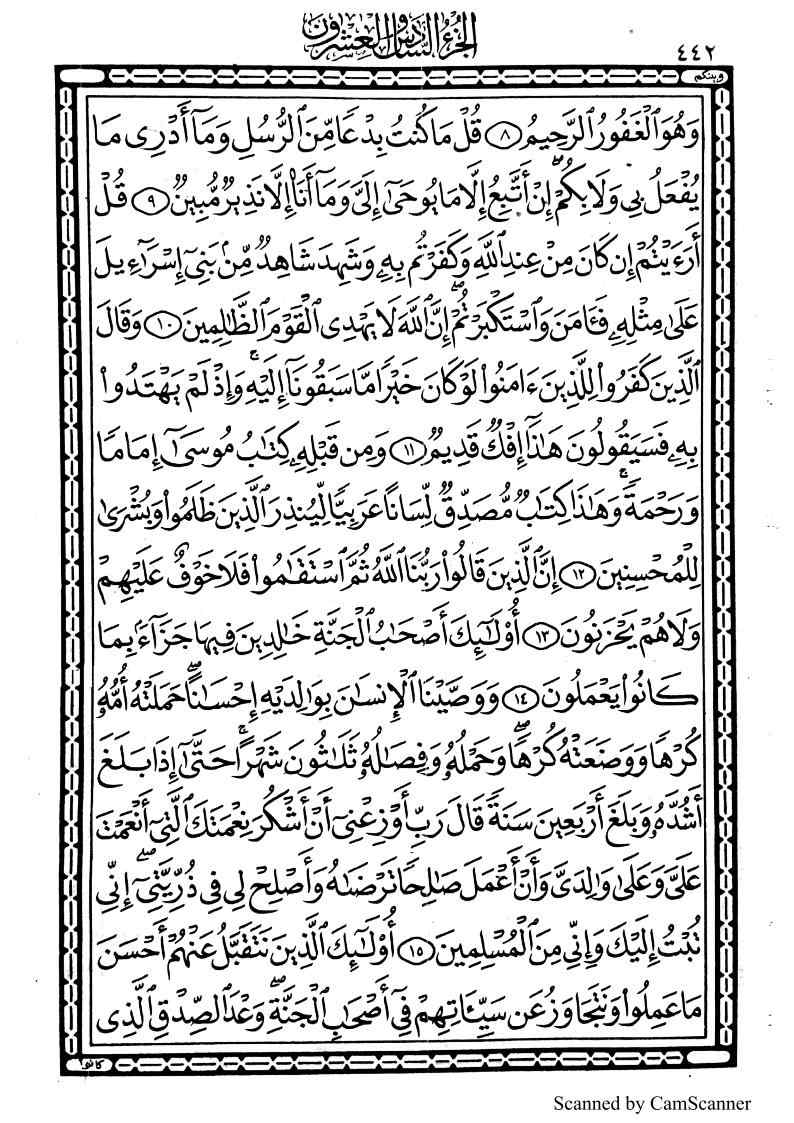 الجزء السادس والعشرون
٤٤٢
وبينكم
وَهُوَ ٱلْغَفُورُ ٱلرَّحِيمُ ٨ قُلْ مَا كُنتُ بِدْعًا مِّنَ ٱلرُّسُلِ وَمَآ أَدْرِى مَا
يُفْعَلُ بِى وَلَا بِكُمْ ۖ إِنْ أَتَّبِعُ إِلَّا مَا يُوحَىٰٓ إِلَىَّ وَمَآ أَنَا۠ إِلَّا نَذِيرٌ مُّبِينٌ ٩ قُلْ
أَرَءَيْتُمْ إِن كَانَ مِنْ عِندِ ٱللَّهِ وَكَفَرْتُم بِهِۦ وَشَهِدَ شَاهِدٌ مِّنۢ بَنِىٓ إِسْرَٰٓءِيلَ
عَلَىٰ مِثْلِهِۦ فَـَٔامَنَ وَٱسْتَكْبَرْتُمْ ۖ إِنَّ ٱللَّهَ لَا يَهْدِى ٱلْقَوْمَ ٱلظَّـٰلِمِينَ ١٠ وَقَالَ
ٱلَّذِينَ كَفَرُوا۟ لِلَّذِينَ ءَامَنُوا۟ لَوْ كَانَ خَيْرًا مَّا سَبَقُونَآ إِلَيْهِ ۚ وَإِذْ لَمْ يَهْتَدُوا۟
بِهِۦ فَسَيَقُولُونَ هَـٰذَآ إِفْكٌ قَدِيمٌ ١١ وَمِن قَبْلِهِۦ كِتَـٰبُ مُوسَىٰٓ إِمَامًا
وَرَحْمَةً ۚ وَهَـٰذَا كِتَـٰبٌ مُّصَدِّقٌ لِّسَانًا عَرَبِيًّا لِّيُنذِرَ ٱلَّذِينَ ظَلَمُوا۟ وَبُشْرَىٰ
لِلْمُحْسِنِينَ ١٢ إِنَّ ٱلَّذِينَ قَالُوا۟ رَبُّنَا ٱللَّهُ ثُمَّ ٱسْتَقَـٰمُوا۟ فَلَا خَوْفٌ عَلَيْهِمْ
وَلَا هُمْ يَحْزَنُونَ ١٣ أُو۟لَـٰٓئِكَ أَصْحَـٰبُ ٱلْجَنَّةِ خَـٰلِدِينَ فِيهَا جَزَآءًۢ بِمَا
كَانُوا۟ يَعْمَلُونَ ١٤ وَوَصَّيْنَا ٱلْإِنسَـٰنَ بِوَٰلِدَيْهِ إِحْسَـٰنًا ۖ حَمَلَتْهُ أُمُّهُۥ
كُرْهًا وَوَضَعَتْهُ كُرْهًا ۖ وَحَمْلُهُۥ وَفِصَـٰلُهُۥ ثَلَـٰثُونَ شَهْرًا ۚ حَتَّىٰٓ إِذَا بَلَغَ
أَشُدَّهُۥ وَبَلَغَ أَرْبَعِينَ سَنَةً قَالَ رَبِّ أَوْزِعْنِىٓ أَنْ أَشْكُرَ نِعْمَتَكَ ٱلَّتِىٓ أَنْعَمْتَ
عَلَىَّ وَعَلَىٰ وَٰلِدَىَّ وَأَنْ أَعْمَلَ صَـٰلِحًا تَرْضَىٰهُ وَأَصْلِحْ لِى فِى ذُرِّيَّتِىٓ ۖ إِنِّى
تُبْتُ إِلَيْكَ وَإِنِّى مِنَ ٱلْمُسْلِمِينَ ١٥ أُو۟لَـٰٓئِكَ ٱلَّذِينَ نَتَقَبَّلُ عَنْهُمْ أَحْسَنَ
مَا عَمِلُوا۟ وَنَتَجَاوَزُ عَن سَيِّـَٔاتِهِمْ فِىٓ أَصْحَـٰبِ ٱلْجَنَّةِ ۖ وَعْدَ ٱلصِّدْقِ ٱلَّذِى
كانوا
Scanned by CamScanner